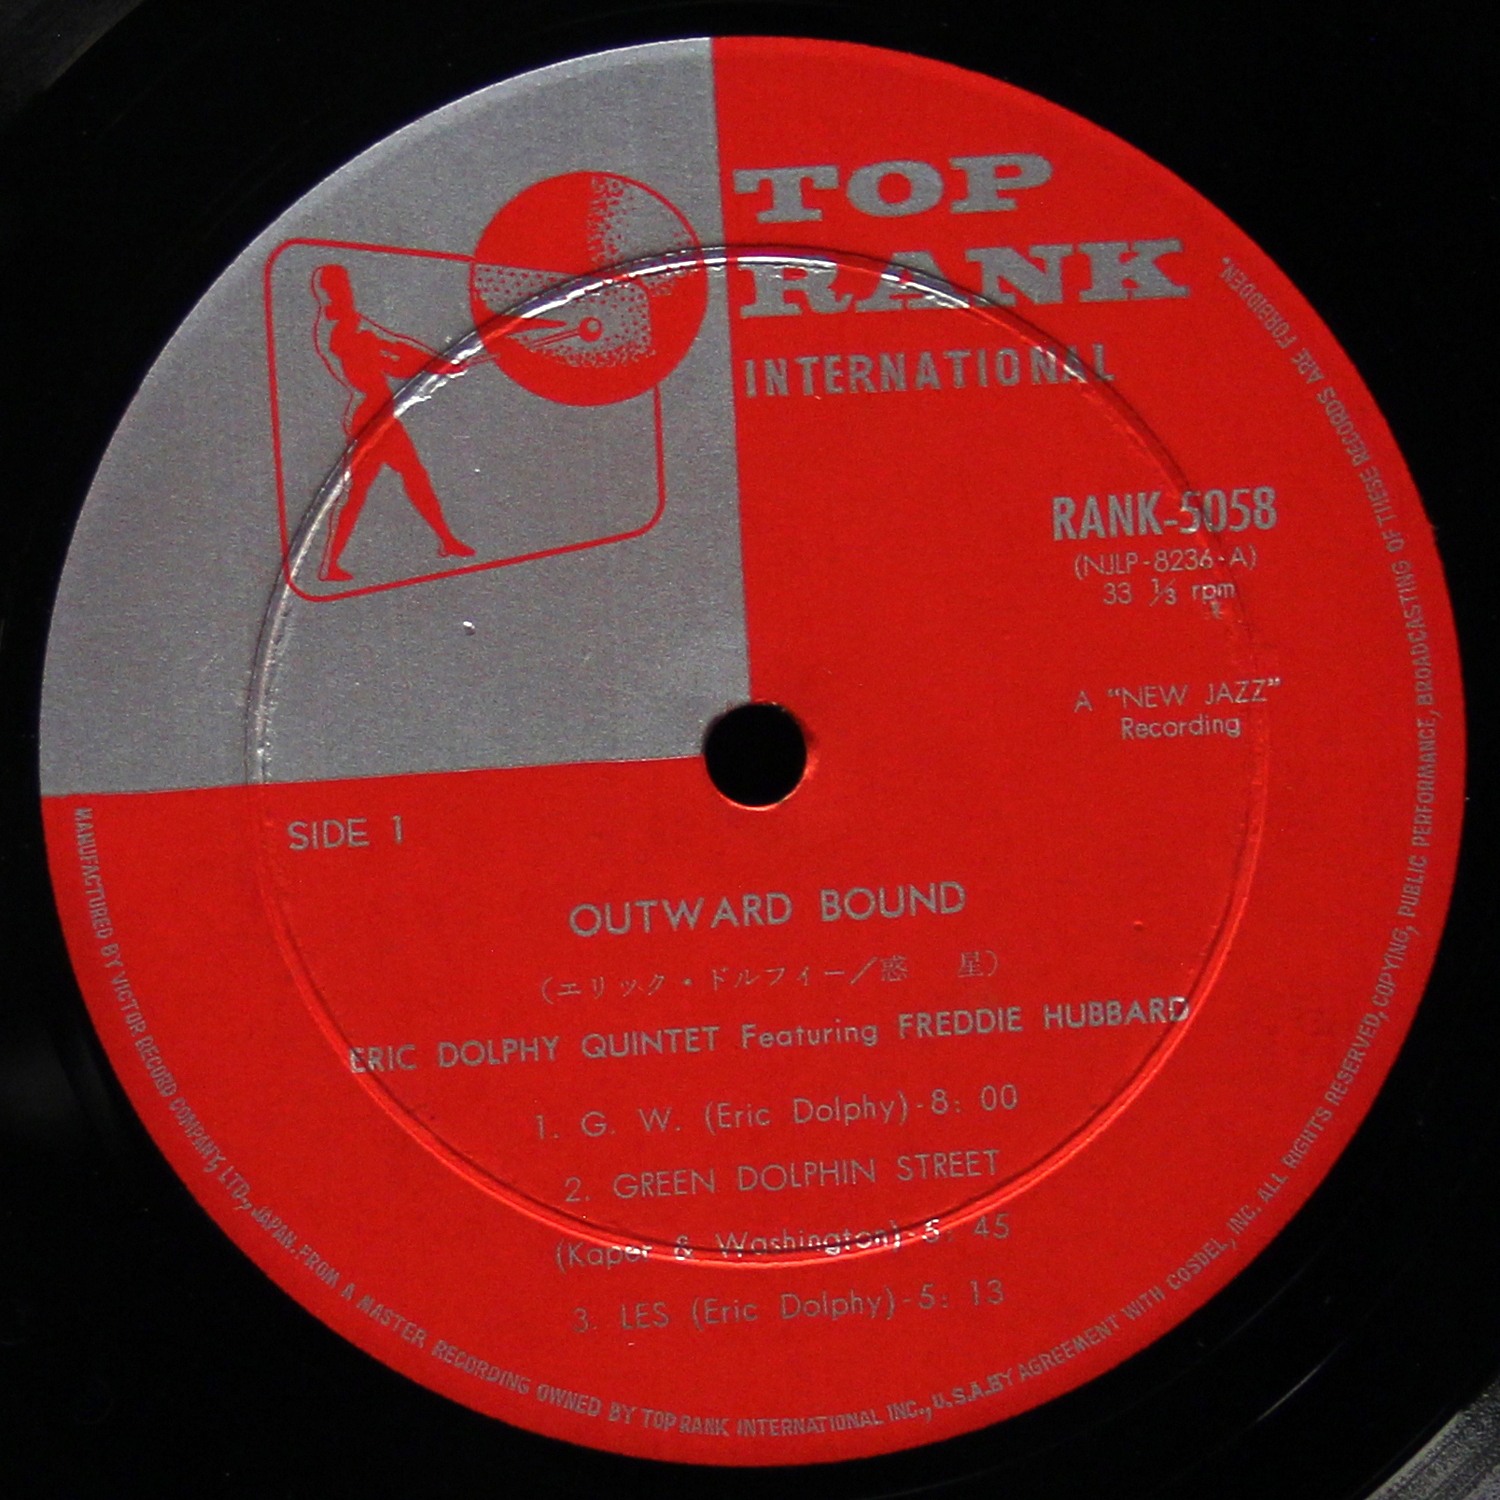 TOP
RANK
INTERNATIONAL
RANK-5058
(NJLP-8236-A)
33 1/3 rpm
A "NEW JAZZ"
Recording
SIDE 1
OUTWARD BOUND
(エリック・ドルフィー/惑 星)
ERIC DOLPHY QUINTET Featuring FREDDIE HUBBARD
1. G. W. (Eric Dolphy)-8: 00
2. GREEN DOLPHIN STREET
(Kaper & Washington)-5: 45
3. LES (Eric Dolphy)-5: 13
MANUFACTURED BY VICTOR RECORD COMPANY, LTD., JAPAN. FROM A MASTER RECORDING OWNED BY TOP RANK INTERNATIONAL INC., U.S.A. BY AGREEMENT WITH COSDEL, INC. ALL RIGHTS RESERVED, COPYING, PUBLIC PERFORMANCE, BROADCASTING OF THESE RECORDS ARE FORBIDDEN.